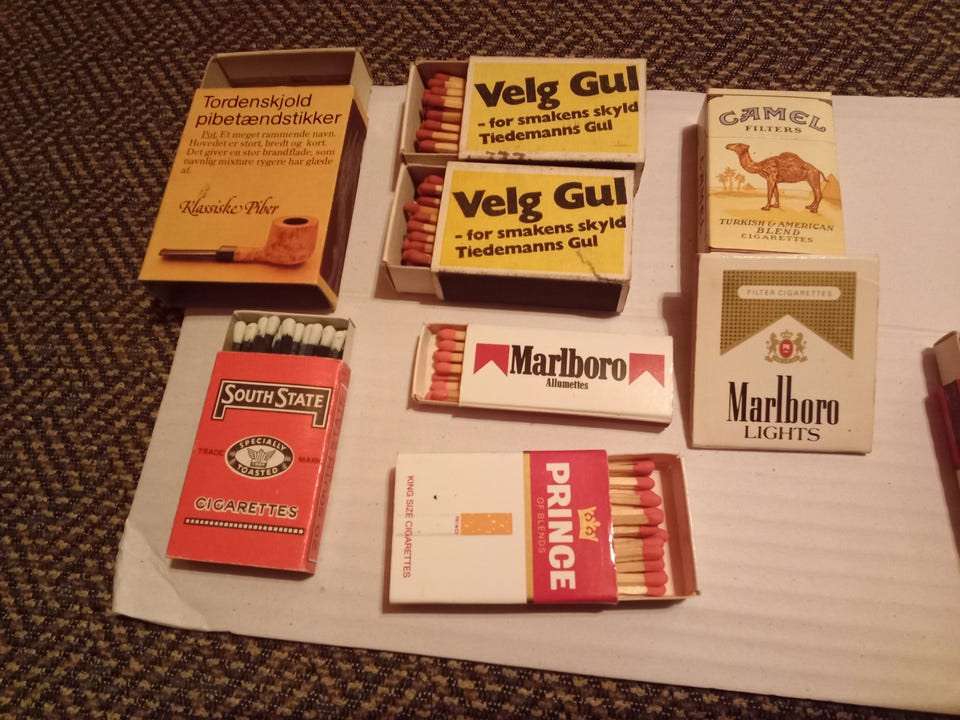 Tordenskjold
pibetændstikker
Pot. Et meget rammende navn.
Hovedet er stort, bredt og kort.
Det giver en stor brandflade, som
navnlig mixture rygere har glæde
af.
Klassiske Piber
Velg Gul
- for smakens skyld
Tiedemanns Gul
Velg Gul
- for smakens skyld
Tiedemanns Gul
CAMEL
FILTERS
TURKISH & AMERICAN
BLEND
CIGARETTES
FILTER CIGARETTES
Marlboro
LIGHTS
Marlboro
Allumettes
SOUTH STATE
SPECIALLY
TRADE MARK
TOASTED
CIGARETTES
PRINCE
OF BLENDS
KING SIZE CIGARETTES